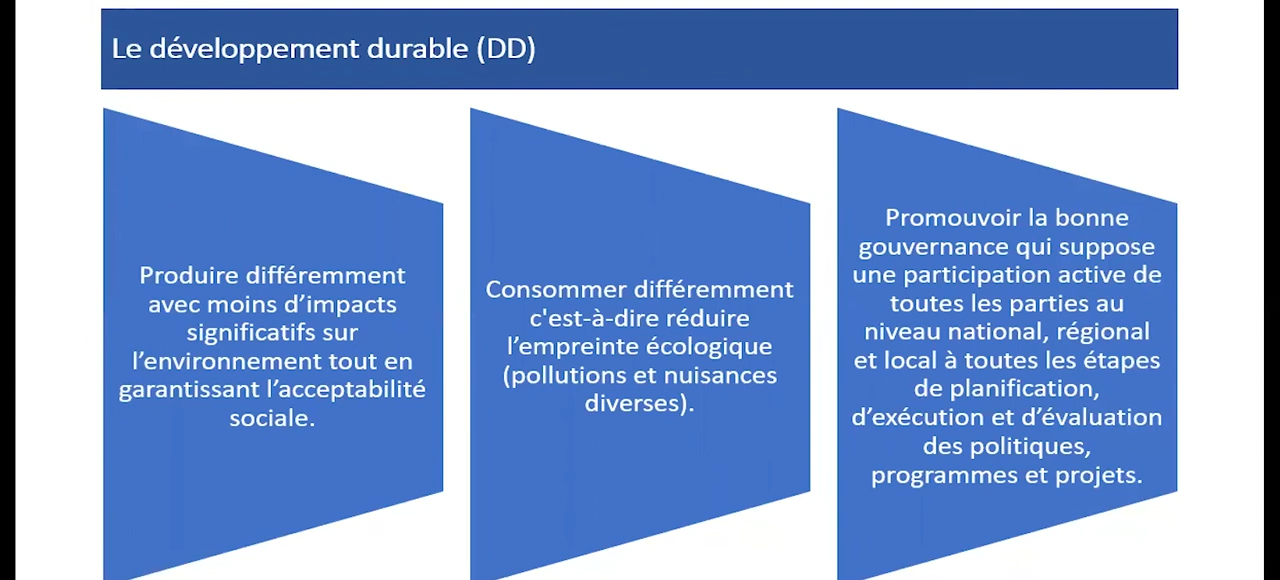 Le développement durable (DD)
Produire différemment
avec moins d’impacts
significatifs sur
l’environnement tout en
garantissant l’acceptabilité
sociale.
Consommer différemment
c'est-à-dire réduire
l’empreinte écologique
(pollutions et nuisances
diverses).
Promouvoir la bonne
gouvernance qui suppose
une participation active de
toutes les parties au
niveau national, régional
et local à toutes les étapes
de planification,
d’exécution et d’évaluation
des politiques,
programmes et projets.